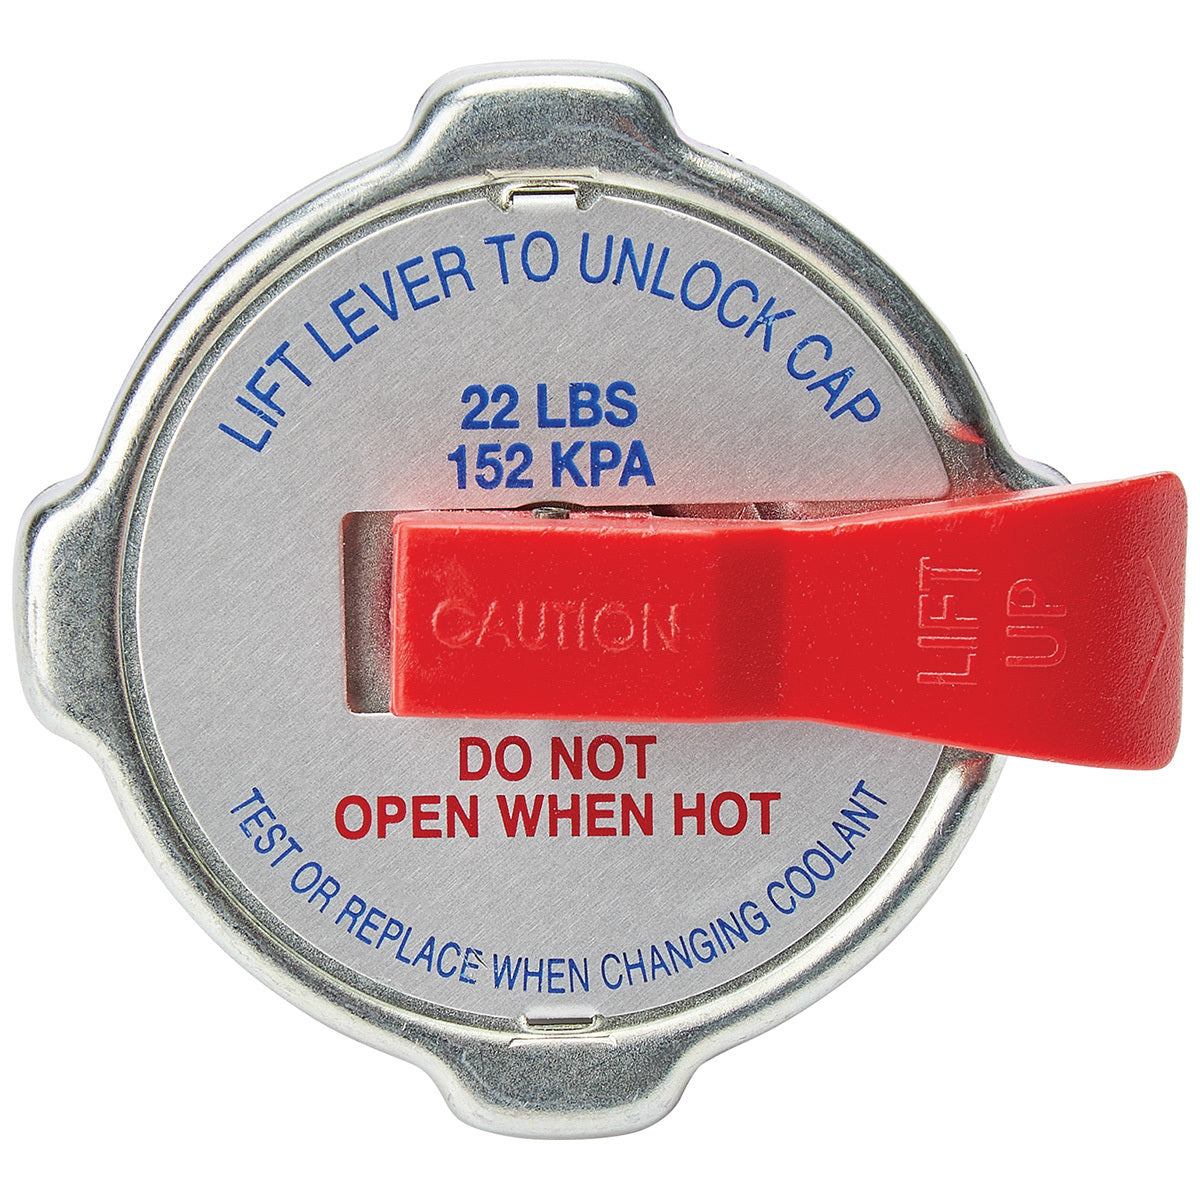 LIFT LEVER TO UNLOCK CAP
22 LBS
152 KPA
CAUTION
LIFT
UP
DO NOT
OPEN WHEN HOT
TEST OR REPLACE WHEN CHANGING COOLANT